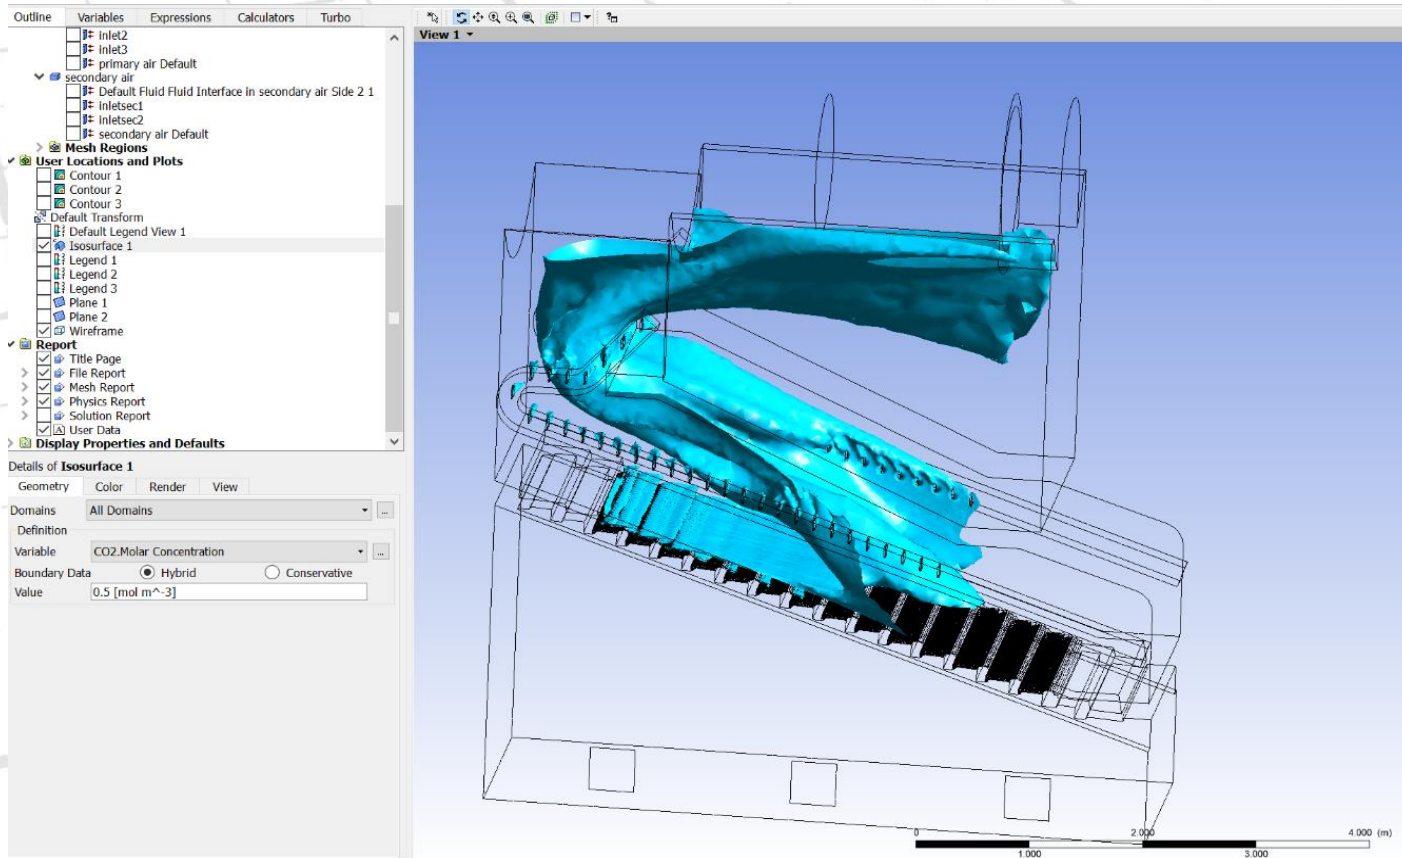 Outline Variables Expressions Calculators Turbo
View 1
inlet2
inlet3
primary air Default
secondary air
Default Fluid Fluid Interface in secondary air Side 2 1
inletsec1
inletsec2
secondary air Default
Mesh Regions
User Locations and Plots
Contour 1
Contour 2
Contour 3
Default Transform
Default Legend View 1
Isosurface 1
Legend 1
Legend 2
Legend 3
Plane 1
Plane 2
Wireframe
Report
Title Page
File Report
Mesh Report
Physics Report
Solution Report
A User Data
Display Properties and Defaults
Details of Isosurface 1
Geometry Color Render View
Domains All Domains ...
Definition
Variable CO2.Molar Concentration ...
Boundary Data Hybrid Conservative
Value 0.5 [mol m^-3]
0 2.000 4.000 (m)
1.000 3.000